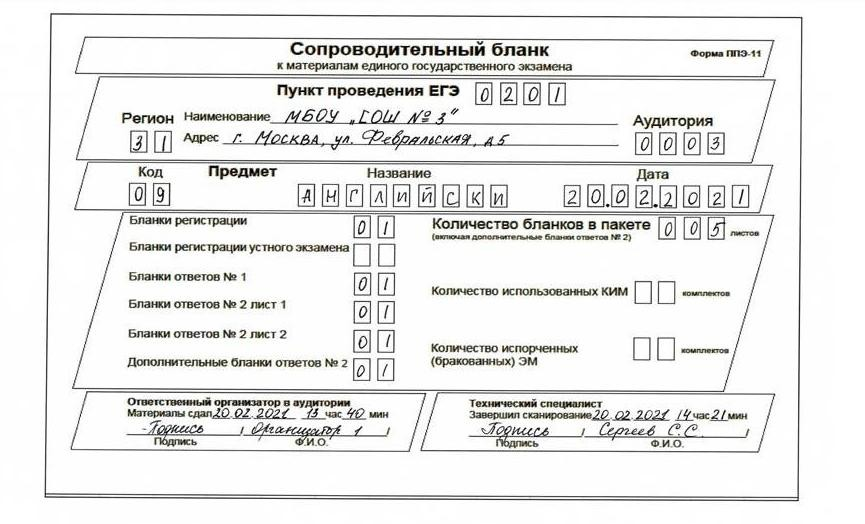 Сопроводительный бланк
к материалам единого государственного экзамена
Форма ППЭ-11
Пункт проведения ЕГЭ 0201
Регион 31
Наименование МБОУ „СОШ № 3"
Адрес г. Москва, ул. Февральская, д5
Аудитория 0003
Код 09
Предмет
Название АНГЛИЙСКИ
Дата 20.02.2021
Бланки регистрации 01
Бланки регистрации устного экзамена
Бланки ответов № 1 01
Бланки ответов № 2 лист 1 01
Бланки ответов № 2 лист 2 01
Дополнительные бланки ответов № 2 01
Количество бланков в пакете 005 листов
(включая дополнительные бланки ответов № 2)
Количество использованных КИМ комплектов
Количество испорченных
(бракованных) ЭМ комплектов
Ответственный организатор в аудитории
Материалы сдал 20.02.2021 13 час 40 мин
Подпись / Организатор 1 /
Подпись Ф.И.О.
Технический специалист
Завершил сканирование 20.02.2021 14 час 21 мин
Подпись / Сергеев С.С. /
Подпись Ф.И.О.